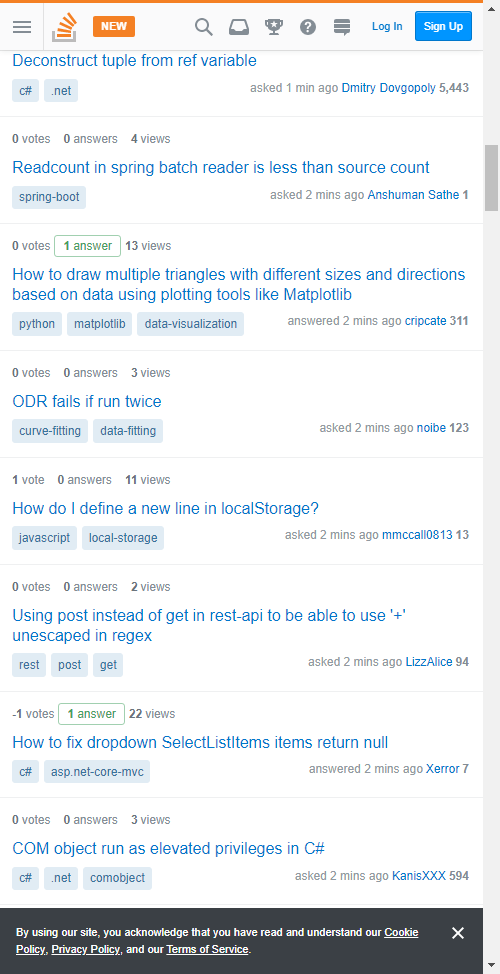 NEW Log In Sign Up
Deconstruct tuple from ref variable
c# .net asked 1 min ago Dmitry Dovgopoly 5,443
0 votes 0 answers 4 views
Readcount in spring batch reader is less than source count
spring-boot asked 2 mins ago Anshuman Sathe 1
0 votes 1 answer 13 views
How to draw multiple triangles with different sizes and directions
based on data using plotting tools like Matplotlib
python matplotlib data-visualization answered 2 mins ago cripcate 311
0 votes 0 answers 3 views
ODR fails if run twice
curve-fitting data-fitting asked 2 mins ago noibe 123
1 vote 0 answers 11 views
How do I define a new line in localStorage?
javascript local-storage asked 2 mins ago mmccall0813 13
0 votes 0 answers 2 views
Using post instead of get in rest-api to be able to use '+'
unescaped in regex
rest post get asked 2 mins ago LizzAlice 94
-1 votes 1 answer 22 views
How to fix dropdown SelectListItems items return null
c# asp.net-core-mvc answered 2 mins ago Xerror 7
0 votes 0 answers 3 views
COM object run as elevated privileges in C#
c# .net comobject asked 2 mins ago KanisXXX 594
By using our site, you acknowledge that you have read and understand our Cookie
Policy, Privacy Policy, and our Terms of Service.